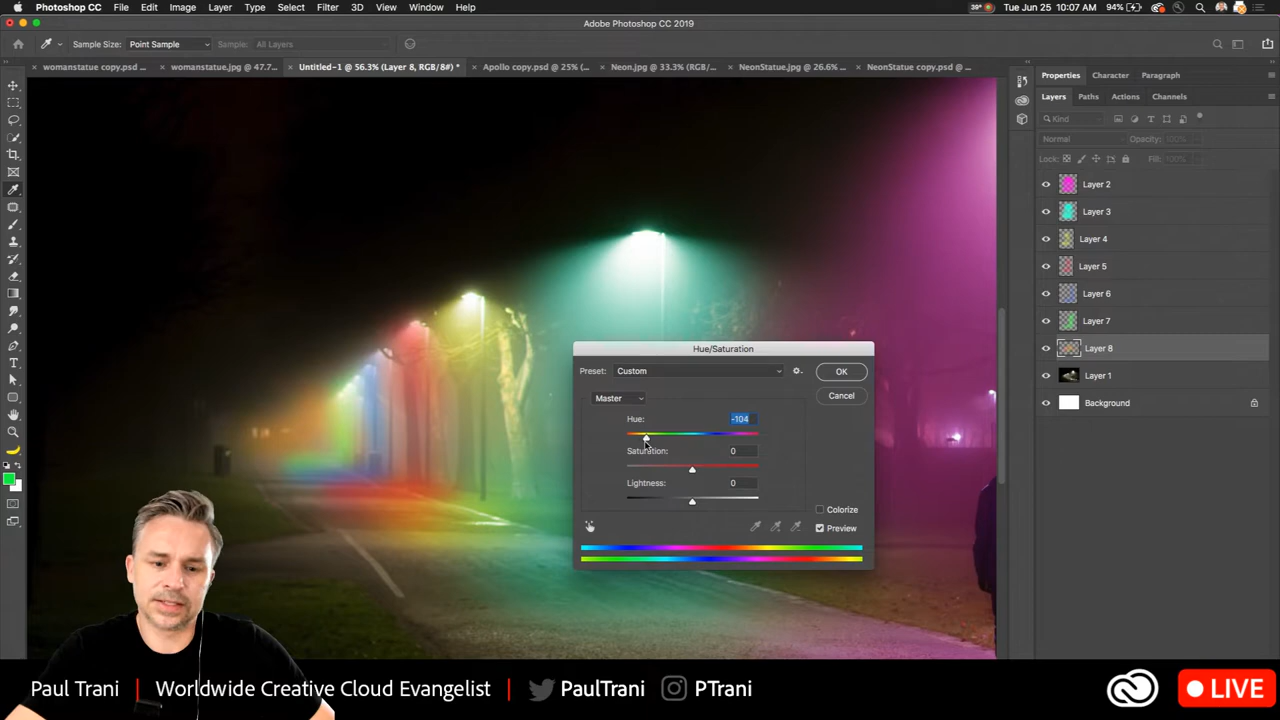 Photoshop CC File Edit Image Layer Type Select Filter 3D View Window Help 39° Tue Jun 25 10:07 AM 94%
Adobe Photoshop CC 2019
Sample Size: Point Sample Sample: All Layers
womanstatue copy.psd ... womanstatue.jpg @ 47.7... Untitled-1 @ 56.3% (Layer 8, RGB/8#) * Apollo copy.psd @ 25% (... Neon.jpg @ 33.3% (RGB/... NeonStatue.jpg @ 26.6% ... NeonStatue copy.psd @ ...
Properties Character Paragraph
Layers Paths Actions Channels
Kind
Normal Opacity: 100%
Lock: Fill: 100%
Layer 2
Layer 3
Layer 4
Layer 5
Layer 6
Layer 7
Layer 8
Layer 1
Background
Hue/Saturation
Preset: Custom OK
Master Cancel
Hue: -104
Saturation: 0
Lightness: 0
Colorize
Preview
Paul Trani | Worldwide Creative Cloud Evangelist | PaulTrani PTrani LIVE